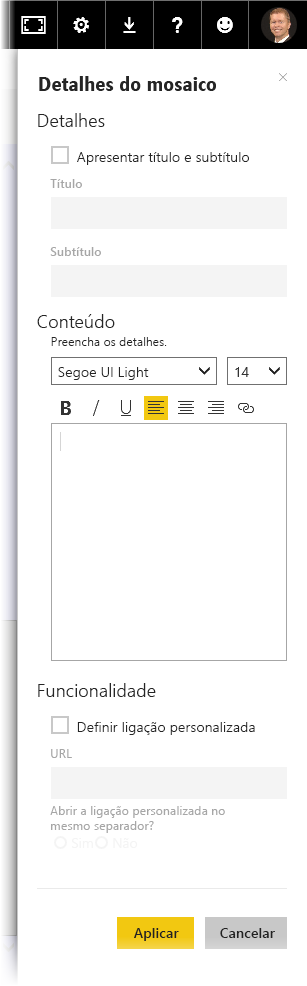 Detalhes do mosaico
Detalhes
Apresentar título e subtítulo
Título
Subtítulo
Conteúdo
Preencha os detalhes.
Segoe UI Light 14
B / U
Funcionalidade
Definir ligação personalizada
URL
Abrir a ligação personalizada no
mesmo separador?
Sim Não
Aplicar Cancelar